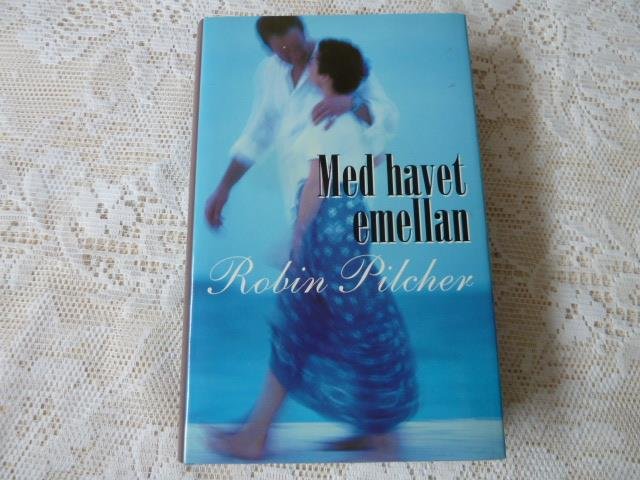 Med havet
emellan
Robin Pilcher